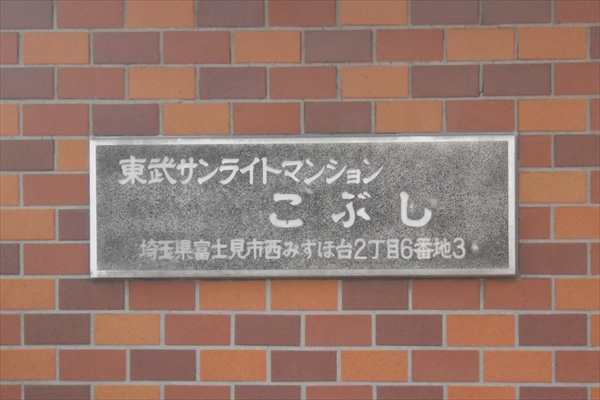 東武サンライトマンション
こぶし
埼玉県富士見市西みずほ台2丁目6番地3